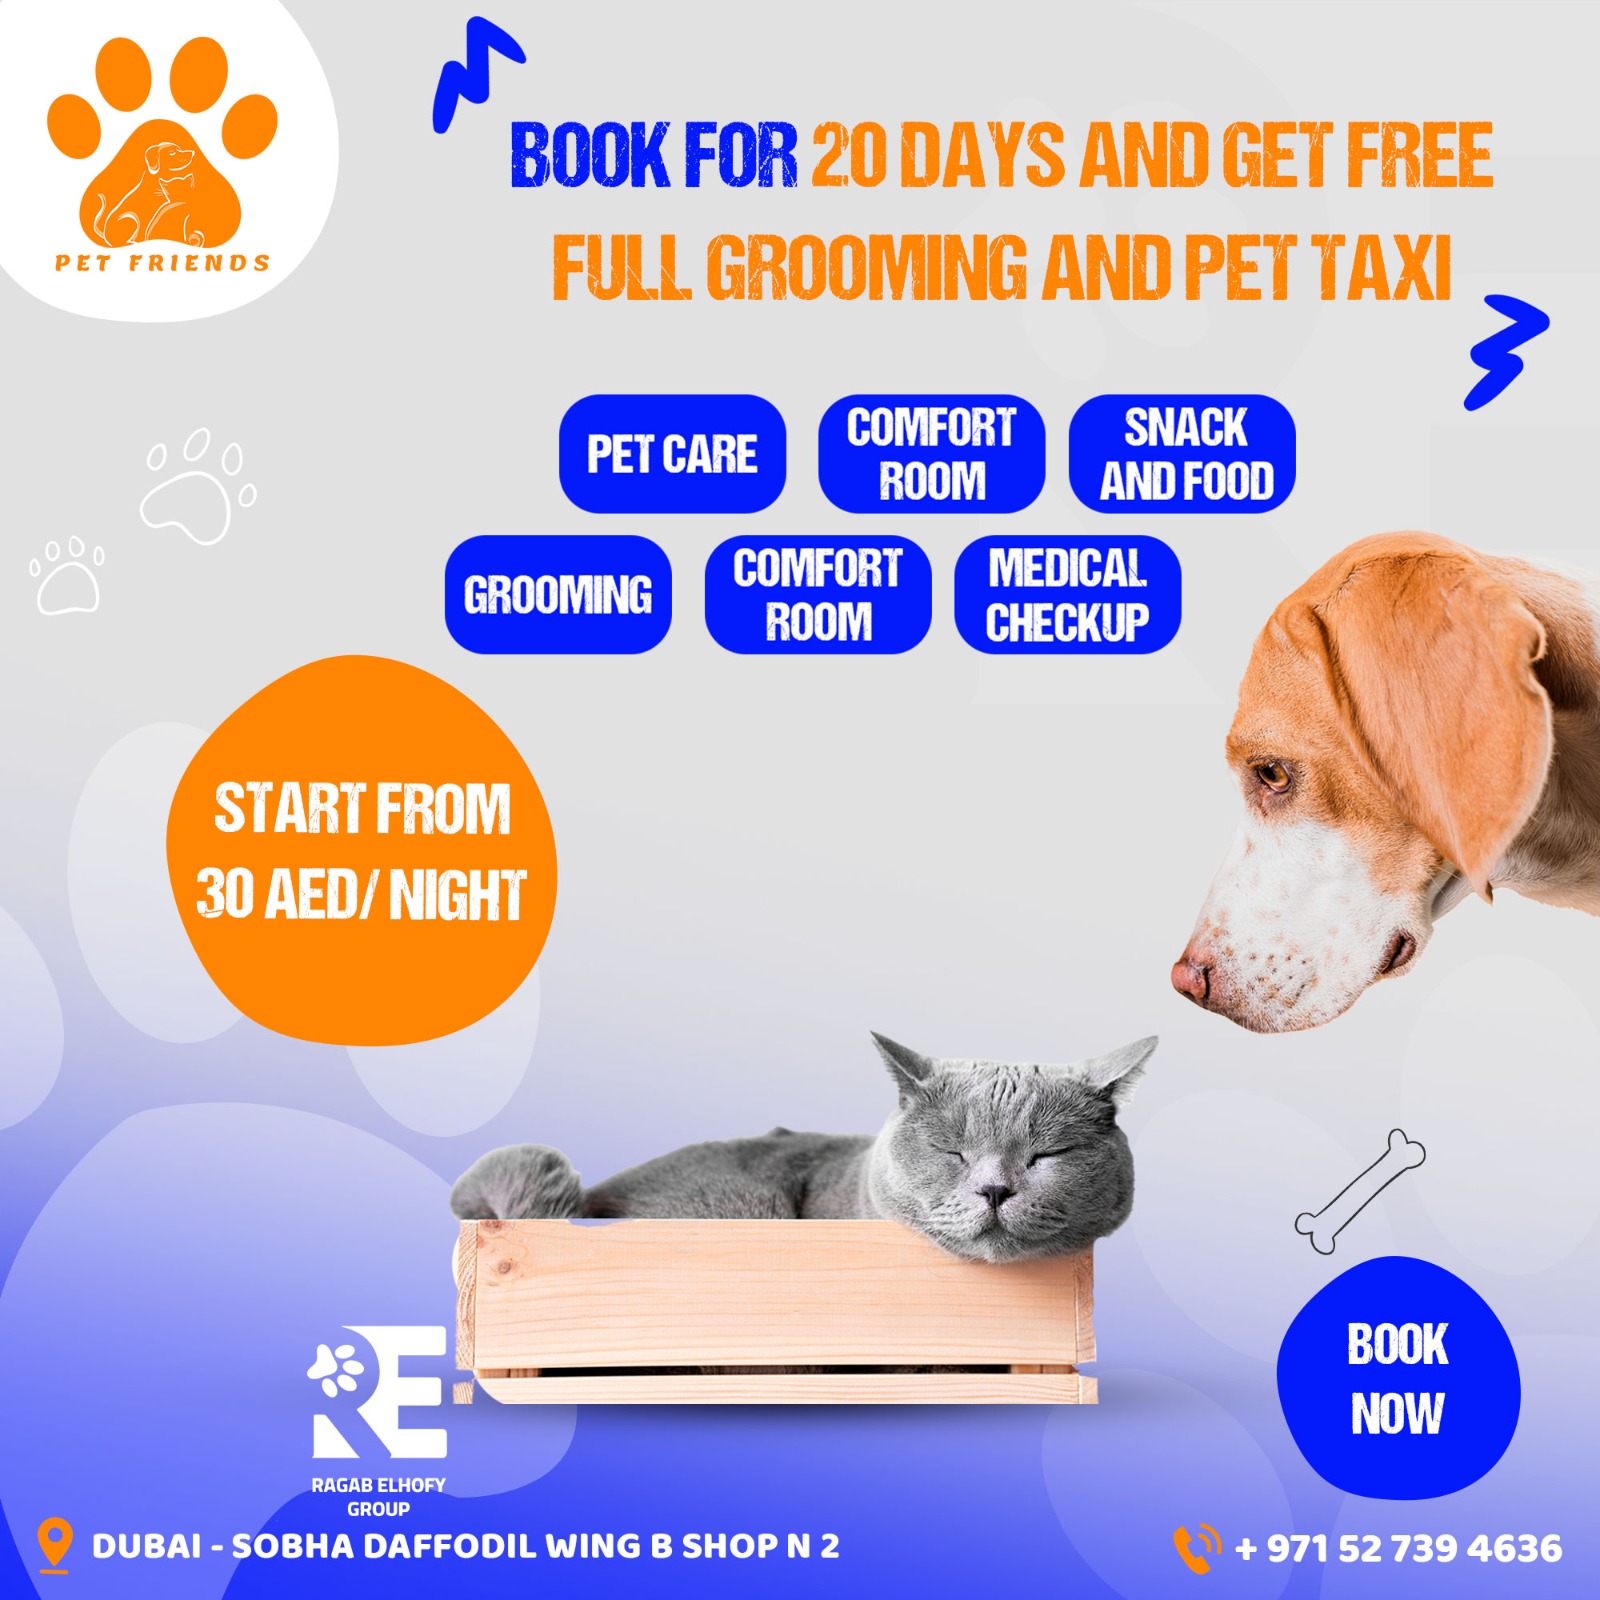 PET FRIENDS
BOOK FOR 20 DAYS AND GET FREE
FULL GROOMING AND PET TAXI
PET CARE
COMFORT
ROOM
SNACK
AND FOOD
GROOMING
COMFORT
ROOM
MEDICAL
CHECKUP
START FROM
30 AED/ NIGHT
BOOK
NOW
RE
RAGAB ELHOFY
GROUP
DUBAI - SOBHA DAFFODIL WING B SHOP N 2
+ 971 52 739 4636